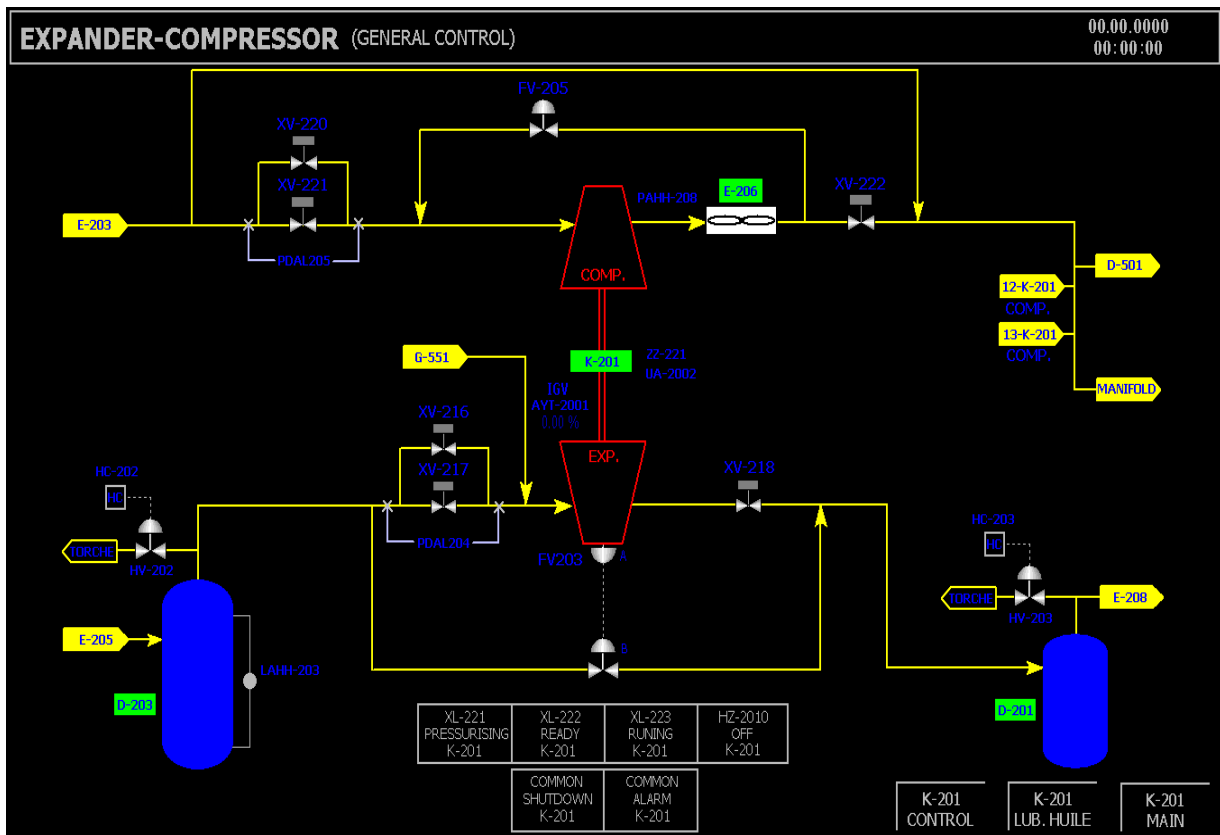 EXPANDER-COMPRESSOR (GENERAL CONTROL)
00.00.0000
00:00:00
FV-205
XV-220
XV-221
PAHH-208
E-206
XV-222
E-203
PDAL205
COMP.
D-501
12-K-201
COMP.
13-K-201
COMP.
MANIFOLD
G-551
K-201
ZZ-221
UA-2002
IGV
AYT-2001
0.00 %
XV-216
XV-217
EXP.
XV-218
HC-202
HC
PDAL204
TORCHE
HV-202
FV203
A
HC-203
HC
TORCHE
HV-203
E-208
E-205
B
LAHH-203
D-203
D-201
XL-221
PRESSURISING
K-201
XL-222
READY
K-201
XL-223
RUNING
K-201
HZ-2010
OFF
K-201
COMMON
SHUTDOWN
K-201
COMMON
ALARM
K-201
K-201
CONTROL
K-201
LUB. HUILE
K-201
MAIN